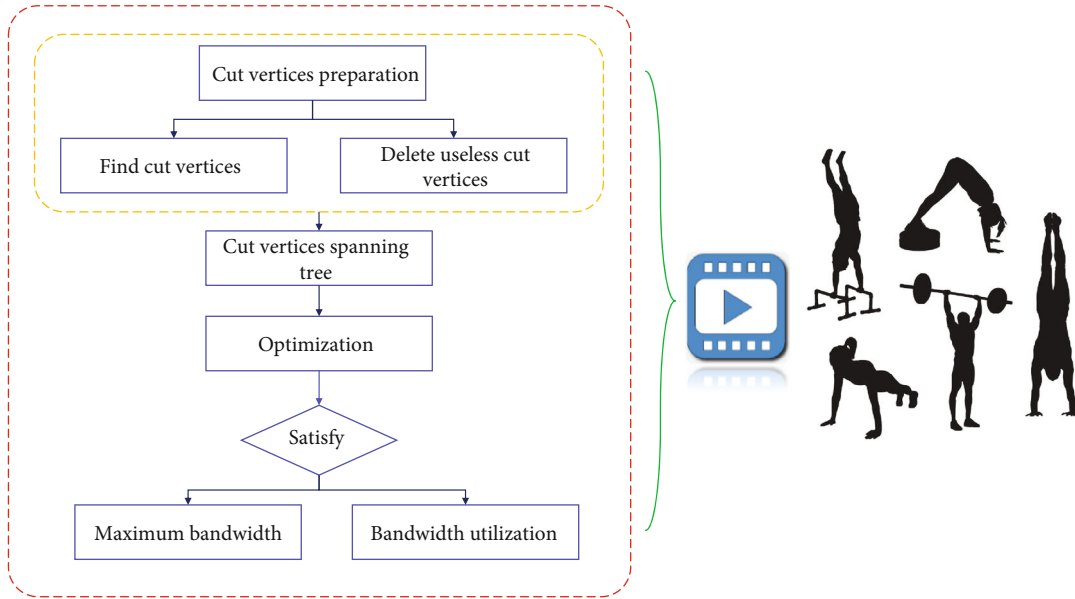 Cut vertices preparation
Find cut vertices
Delete useless cut
vertices
Cut vertices spanning
tree
Optimization
Satisfy
Maximum bandwidth
Bandwidth utilization